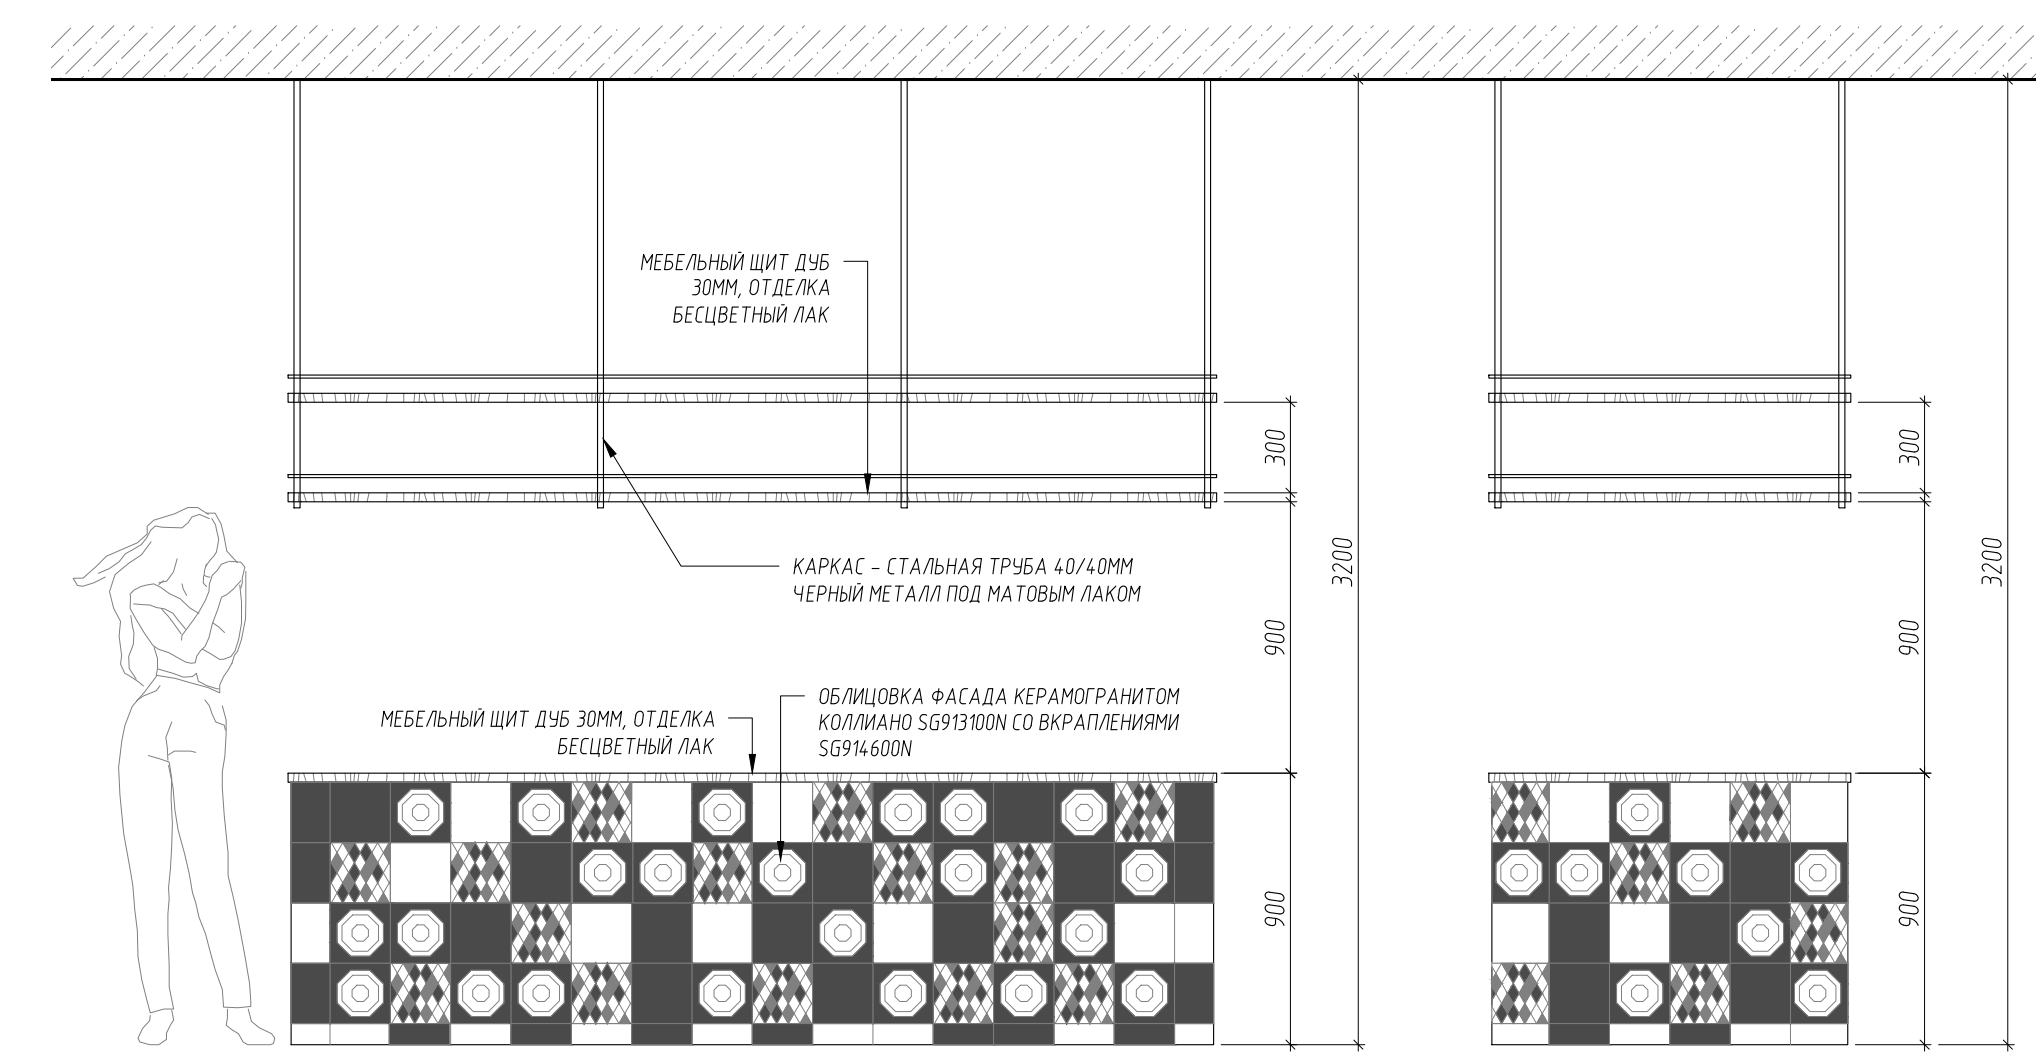 МЕБЕЛЬНЫЙ ЩИТ ДУБ
30ММ, ОТДЕЛКА
БЕСЦВЕТНЫЙ ЛАК
300
300
3200
3200
КАРКАС – СТАЛЬНАЯ ТРУБА 40/40ММ
ЧЕРНЫЙ МЕТАЛЛ ПОД МАТОВЫМ ЛАКОМ
900
900
МЕБЕЛЬНЫЙ ЩИТ ДУБ 30ММ, ОТДЕЛКА
БЕСЦВЕТНЫЙ ЛАК
ОБЛИЦОВКА ФАСАДА КЕРАМОГРАНИТОМ
КОЛЛИАНО SG913100N СО ВКРАПЛЕНИЯМИ
SG914600N
900
900